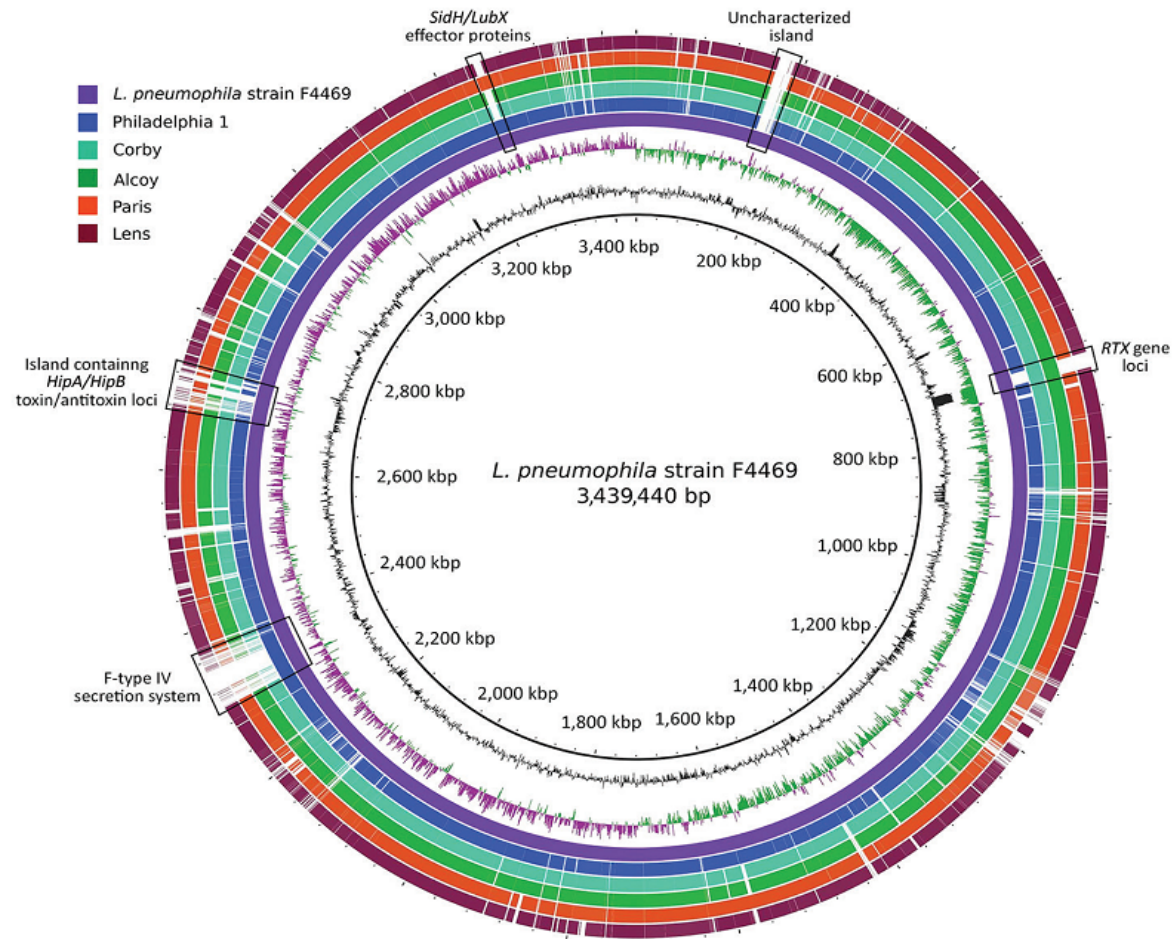 SidH/LubX
effector proteins
Uncharacterized
island
L. pneumophila strain F4469
Philadelphia 1
Corby
Alcoy
Paris
Lens
Island containng
HipA/HipB
toxin/antitoxin loci
RTX gene
loci
F-type IV
secretion system
3,400 kbp
200 kbp
400 kbp
600 kbp
800 kbp
1,000 kbp
1,200 kbp
1,400 kbp
1,600 kbp
1,800 kbp
2,000 kbp
2,200 kbp
2,400 kbp
2,600 kbp
2,800 kbp
3,000 kbp
3,200 kbp
L. pneumophila strain F4469
3,439,440 bp